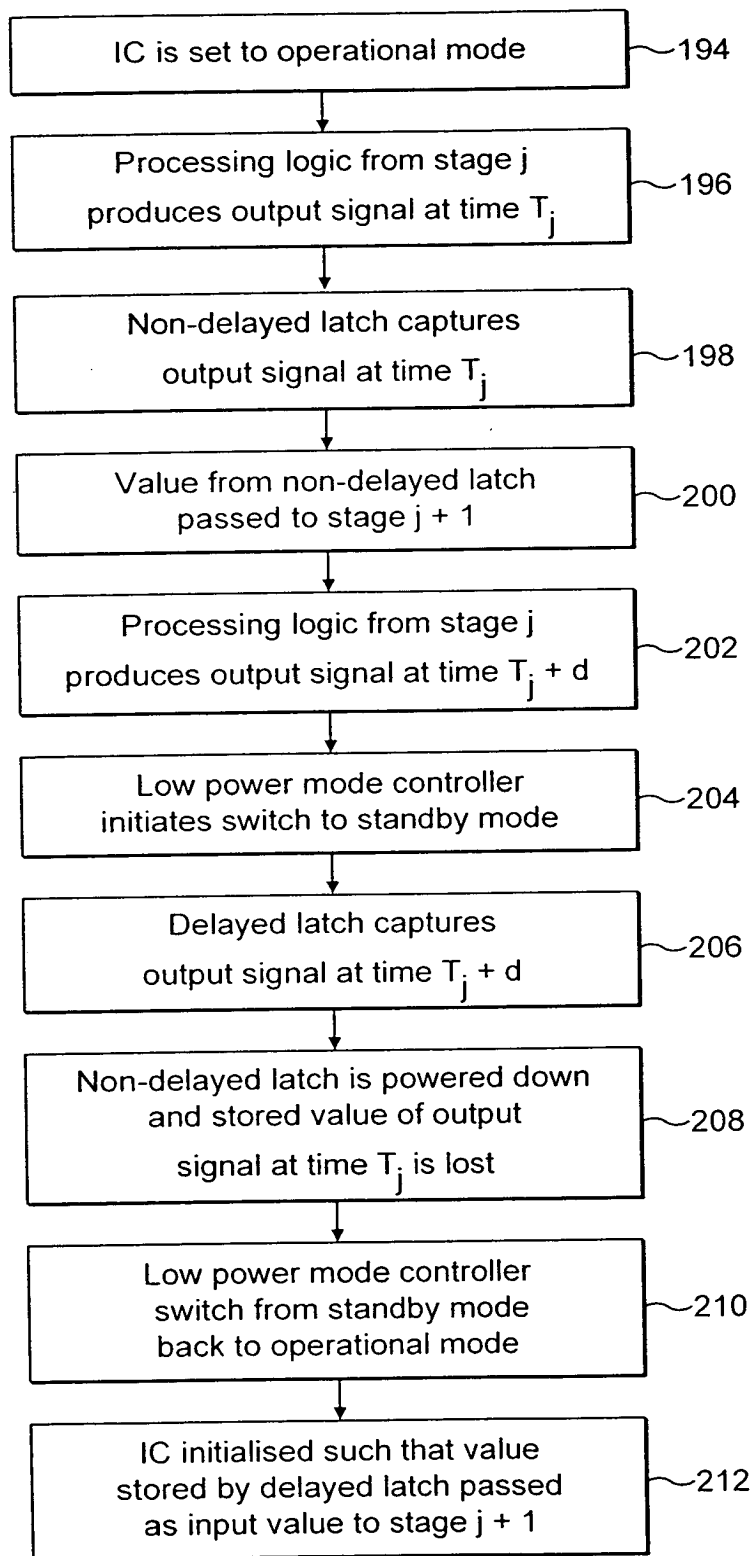 IC is set to operational mode
194
Processing logic from stage j
produces output signal at time Tj
196
Non-delayed latch captures
output signal at time Tj
198
Value from non-delayed latch
passed to stage j + 1
200
Processing logic from stage j
produces output signal at time Tj + d
202
Low power mode controller
initiates switch to standby mode
204
Delayed latch captures
output signal at time Tj + d
206
Non-delayed latch is powered down
and stored value of output
signal at time Tj is lost
208
Low power mode controller
switch from standby mode
back to operational mode
210
IC initialised such that value
stored by delayed latch passed
as input value to stage j + 1
212